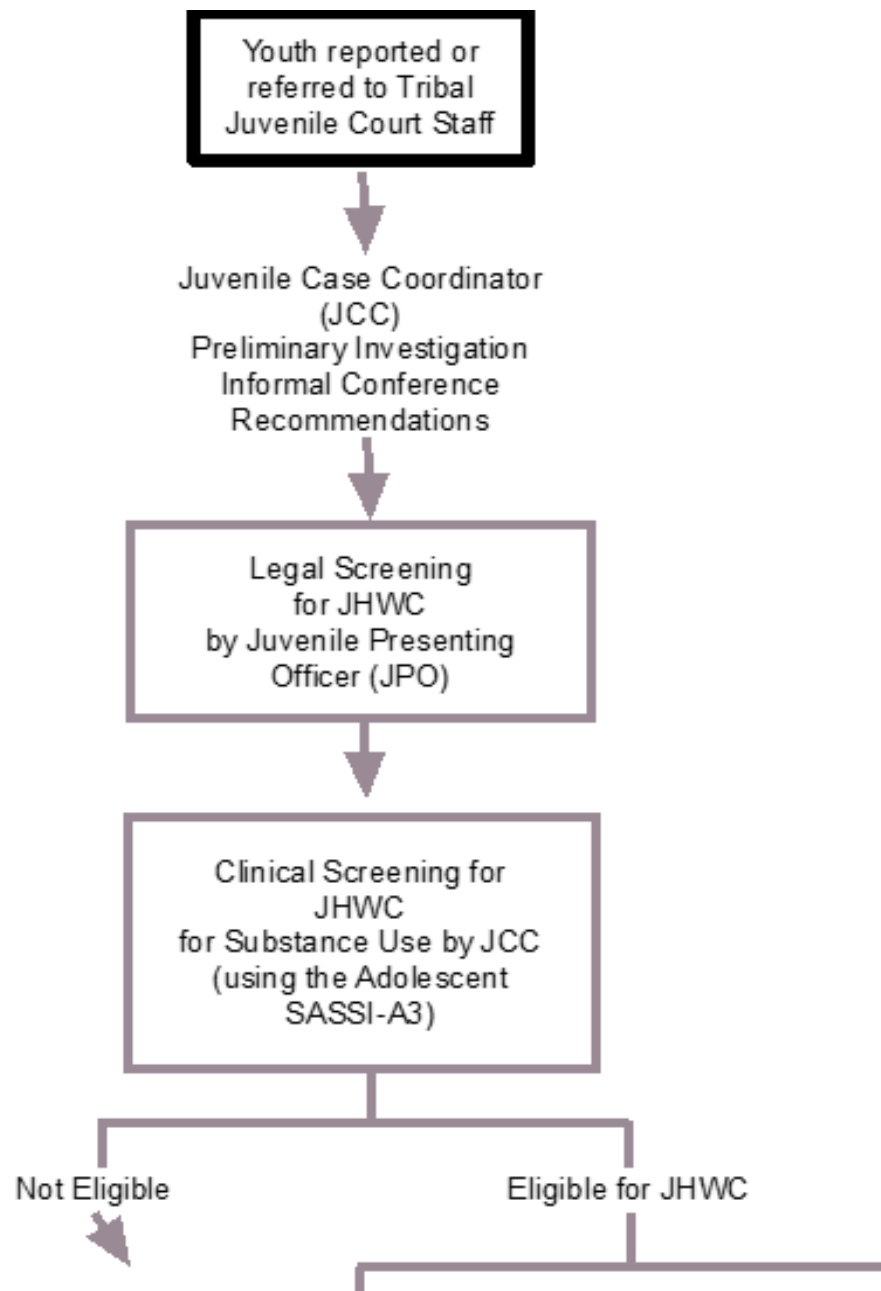 Youth reported or
referred to Tribal
Juvenile Court Staff
Juvenile Case Coordinator
(JCC)
Preliminary Investigation
Informal Conference
Recommendations
Legal Screening
for JHWC
by Juvenile Presenting
Officer (JPO)
Clinical Screening for
JHWC
for Substance Use by JCC
(using the Adolescent
SASSI-A3)
Not Eligible
Eligible for JHWC